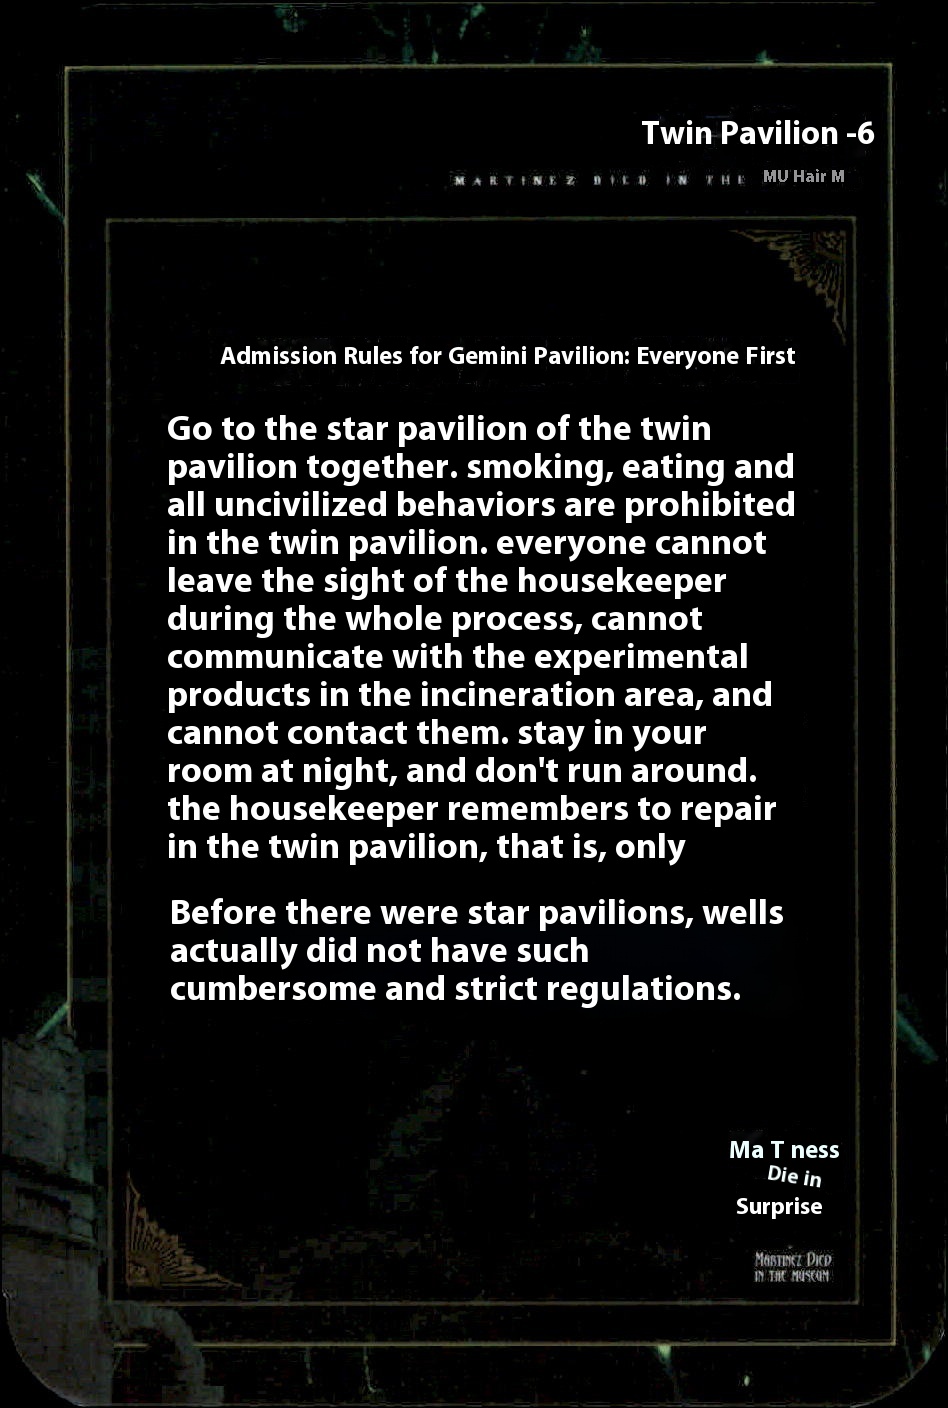 Twin Pavilion -6
MARTINEZ DIED IN THE MU Hair M
Admission Rules for Gemini Pavilion: Everyone First
Go to the star pavilion of the twin
pavilion together. smoking, eating and
all uncivilized behaviors are prohibited
in the twin pavilion. everyone cannot
leave the sight of the housekeeper
during the whole process, cannot
communicate with the experimental
products in the incineration area, and
cannot contact them. stay in your
room at night, and don't run around.
the housekeeper remembers to repair
in the twin pavilion, that is, only
Before there were star pavilions, wells
actually did not have such
cumbersome and strict regulations.
Ma T ness
Die in
Surprise
MARTINEZ DIED
IN THE MUSEUM